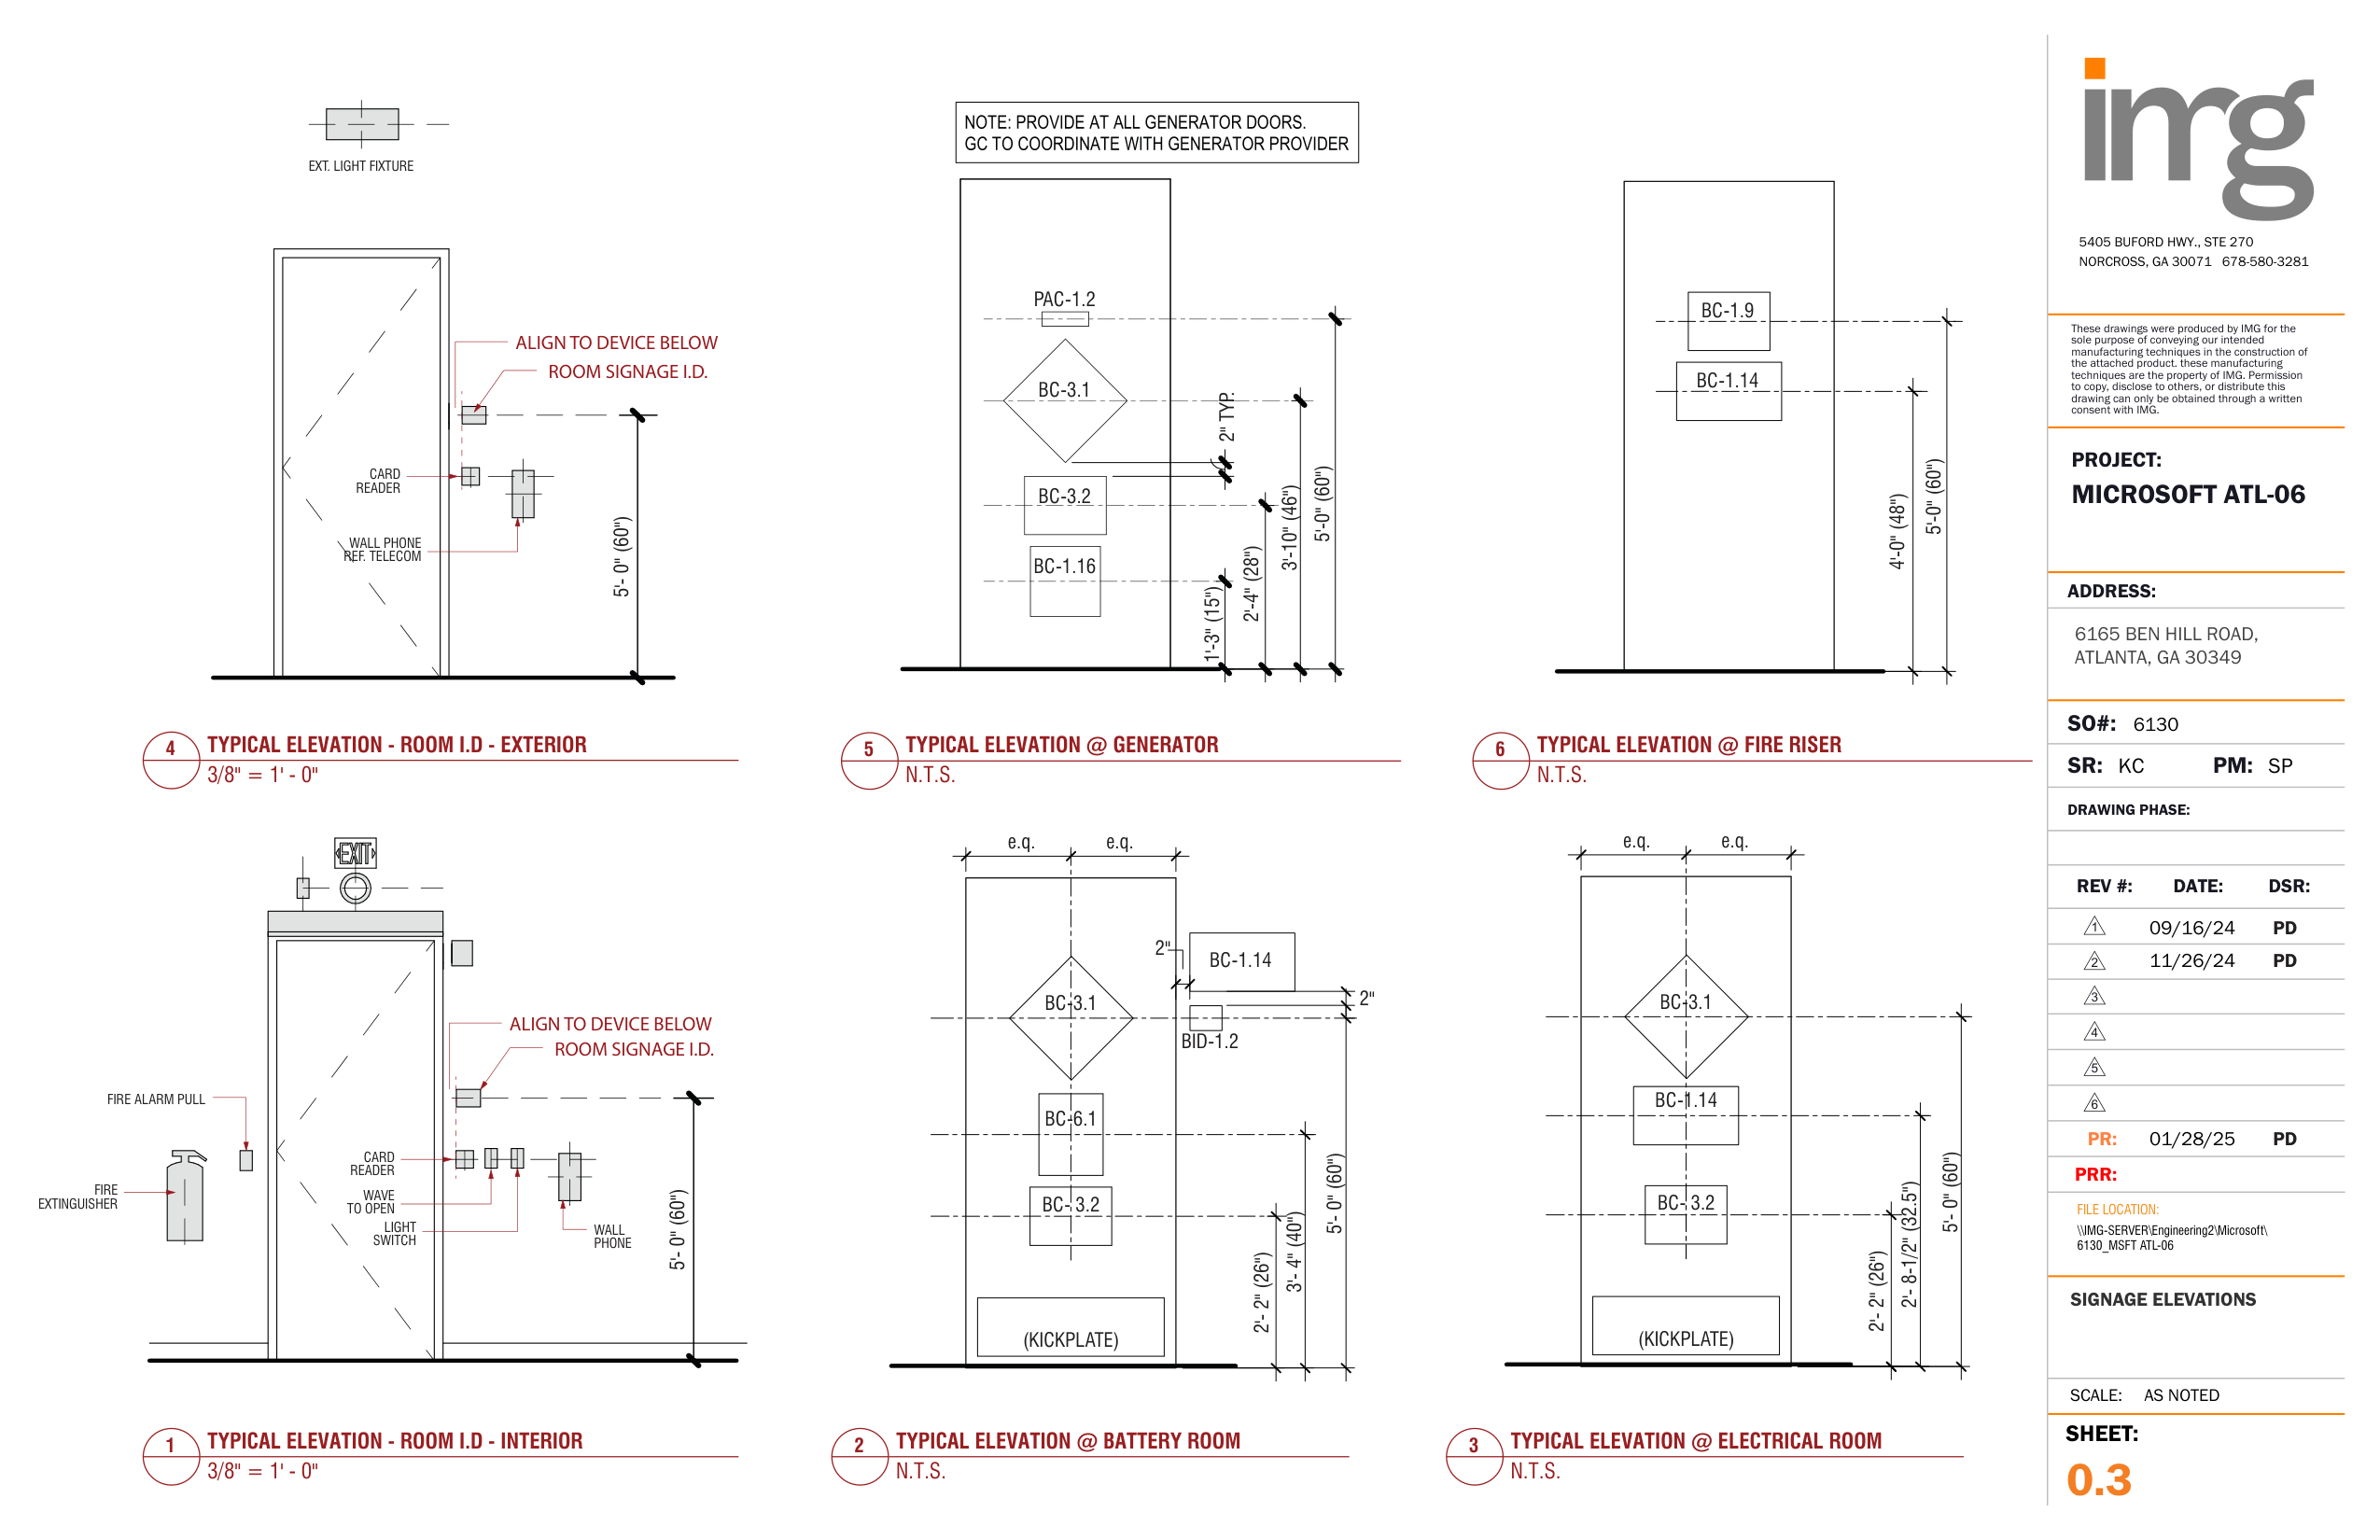 EXT. LIGHT FIXTURE
ALIGN TO DEVICE BELOW
ROOM SIGNAGE I.D.
CARD
READER
WALL PHONE
REF. TELECOM
5'- 0" (60")
4
TYPICAL ELEVATION - ROOM I.D - EXTERIOR
3/8" = 1' - 0"
NOTE: PROVIDE AT ALL GENERATOR DOORS.
GC TO COORDINATE WITH GENERATOR PROVIDER
PAC-1.2
BC-3.1
2" TYP.
BC-3.2
BC-1.16
1'-3" (15")
2'-4" (28")
3'-10" (46")
5'-0" (60")
5
TYPICAL ELEVATION @ GENERATOR
N.T.S.
BC-1.9
BC-1.14
4'-0" (48")
5'-0" (60")
6
TYPICAL ELEVATION @ FIRE RISER
N.T.S.
EXIT
ALIGN TO DEVICE BELOW
ROOM SIGNAGE I.D.
FIRE ALARM PULL
FIRE
EXTINGUISHER
CARD
READER
WAVE
TO OPEN
LIGHT
SWITCH
WALL
PHONE
5'- 0" (60")
1
TYPICAL ELEVATION - ROOM I.D - INTERIOR
3/8" = 1' - 0"
e.q. e.q.
2"
BC-1.14
BC-3.1
2"
BID-1.2
BC-6.1
BC- 3.2
(KICKPLATE)
2'- 2" (26")
3'- 4" (40")
5'- 0" (60")
2
TYPICAL ELEVATION @ BATTERY ROOM
N.T.S.
e.q. e.q.
BC-3.1
BC-1.14
BC- 3.2
(KICKPLATE)
2'- 2" (26")
2'- 8-1/2" (32.5")
5'- 0" (60")
3
TYPICAL ELEVATION @ ELECTRICAL ROOM
N.T.S.
img
5405 BUFORD HWY., STE 270
NORCROSS, GA 30071 678-580-3281
These drawings were produced by IMG for the
sole purpose of conveying our intended
manufacturing techniques in the construction of
the attached product. these manufacturing
techniques are the property of IMG. Permission
to copy, disclose to others, or distribute this
drawing can only be obtained through a written
consent with IMG.
PROJECT:
MICROSOFT ATL-06
ADDRESS:
6165 BEN HILL ROAD,
ATLANTA, GA 30349
SO#: 6130
SR: KC PM: SP
DRAWING PHASE:
REV #: DATE: DSR:
1 09/16/24 PD
2 11/26/24 PD
3
4
5
6
PR: 01/28/25 PD
PRR:
FILE LOCATION:
\\IMG-SERVER\Engineering2\Microsoft\
6130_MSFT ATL-06
SIGNAGE ELEVATIONS
SCALE: AS NOTED
SHEET:
0.3